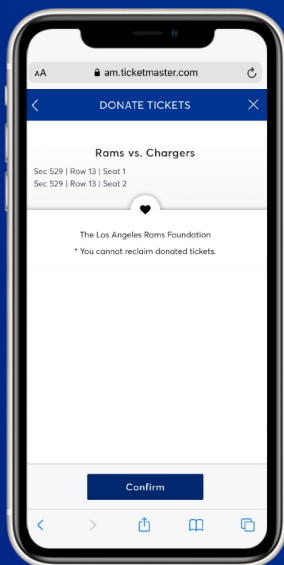 AA am.ticketmaster.com
DONATE TICKETS
Rams vs. Chargers
Sec 529 | Row 13 | Seat 1
Sec 529 | Row 13 | Seat 2
The Los Angeles Rams Foundation
* You cannot reclaim donated tickets.
Confirm